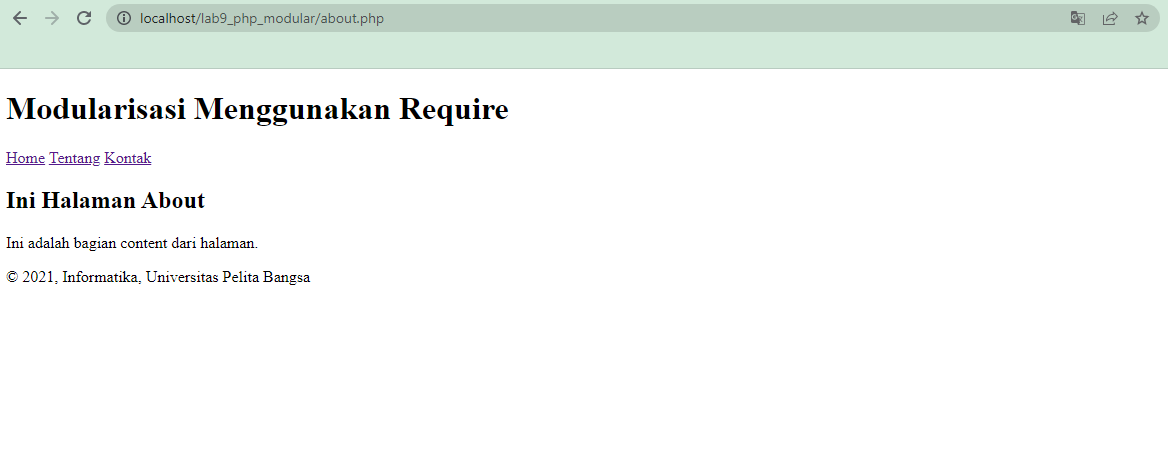 localhost/lab9_php_modular/about.php
Modularisasi Menggunakan Require
Home Tentang Kontak
Ini Halaman About
Ini adalah bagian content dari halaman.
© 2021, Informatika, Universitas Pelita Bangsa